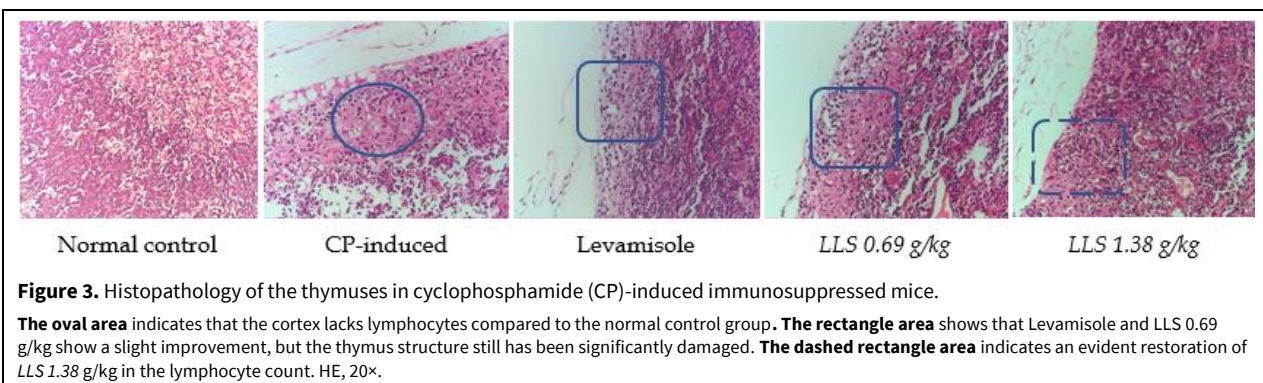 Normal control CP-induced Levamisole LLS 0.69 g/kg LLS 1.38 g/kg
Figure 3. Histopathology of the thymuses in cyclophosphamide (CP)-induced immunosuppressed mice.
The oval area indicates that the cortex lacks lymphocytes compared to the normal control group. The rectangle area shows that Levamisole and LLS 0.69
g/kg show a slight improvement, but the thymus structure still has been significantly damaged. The dashed rectangle area indicates an evident restoration of
LLS 1.38 g/kg in the lymphocyte count. HE, 20×.